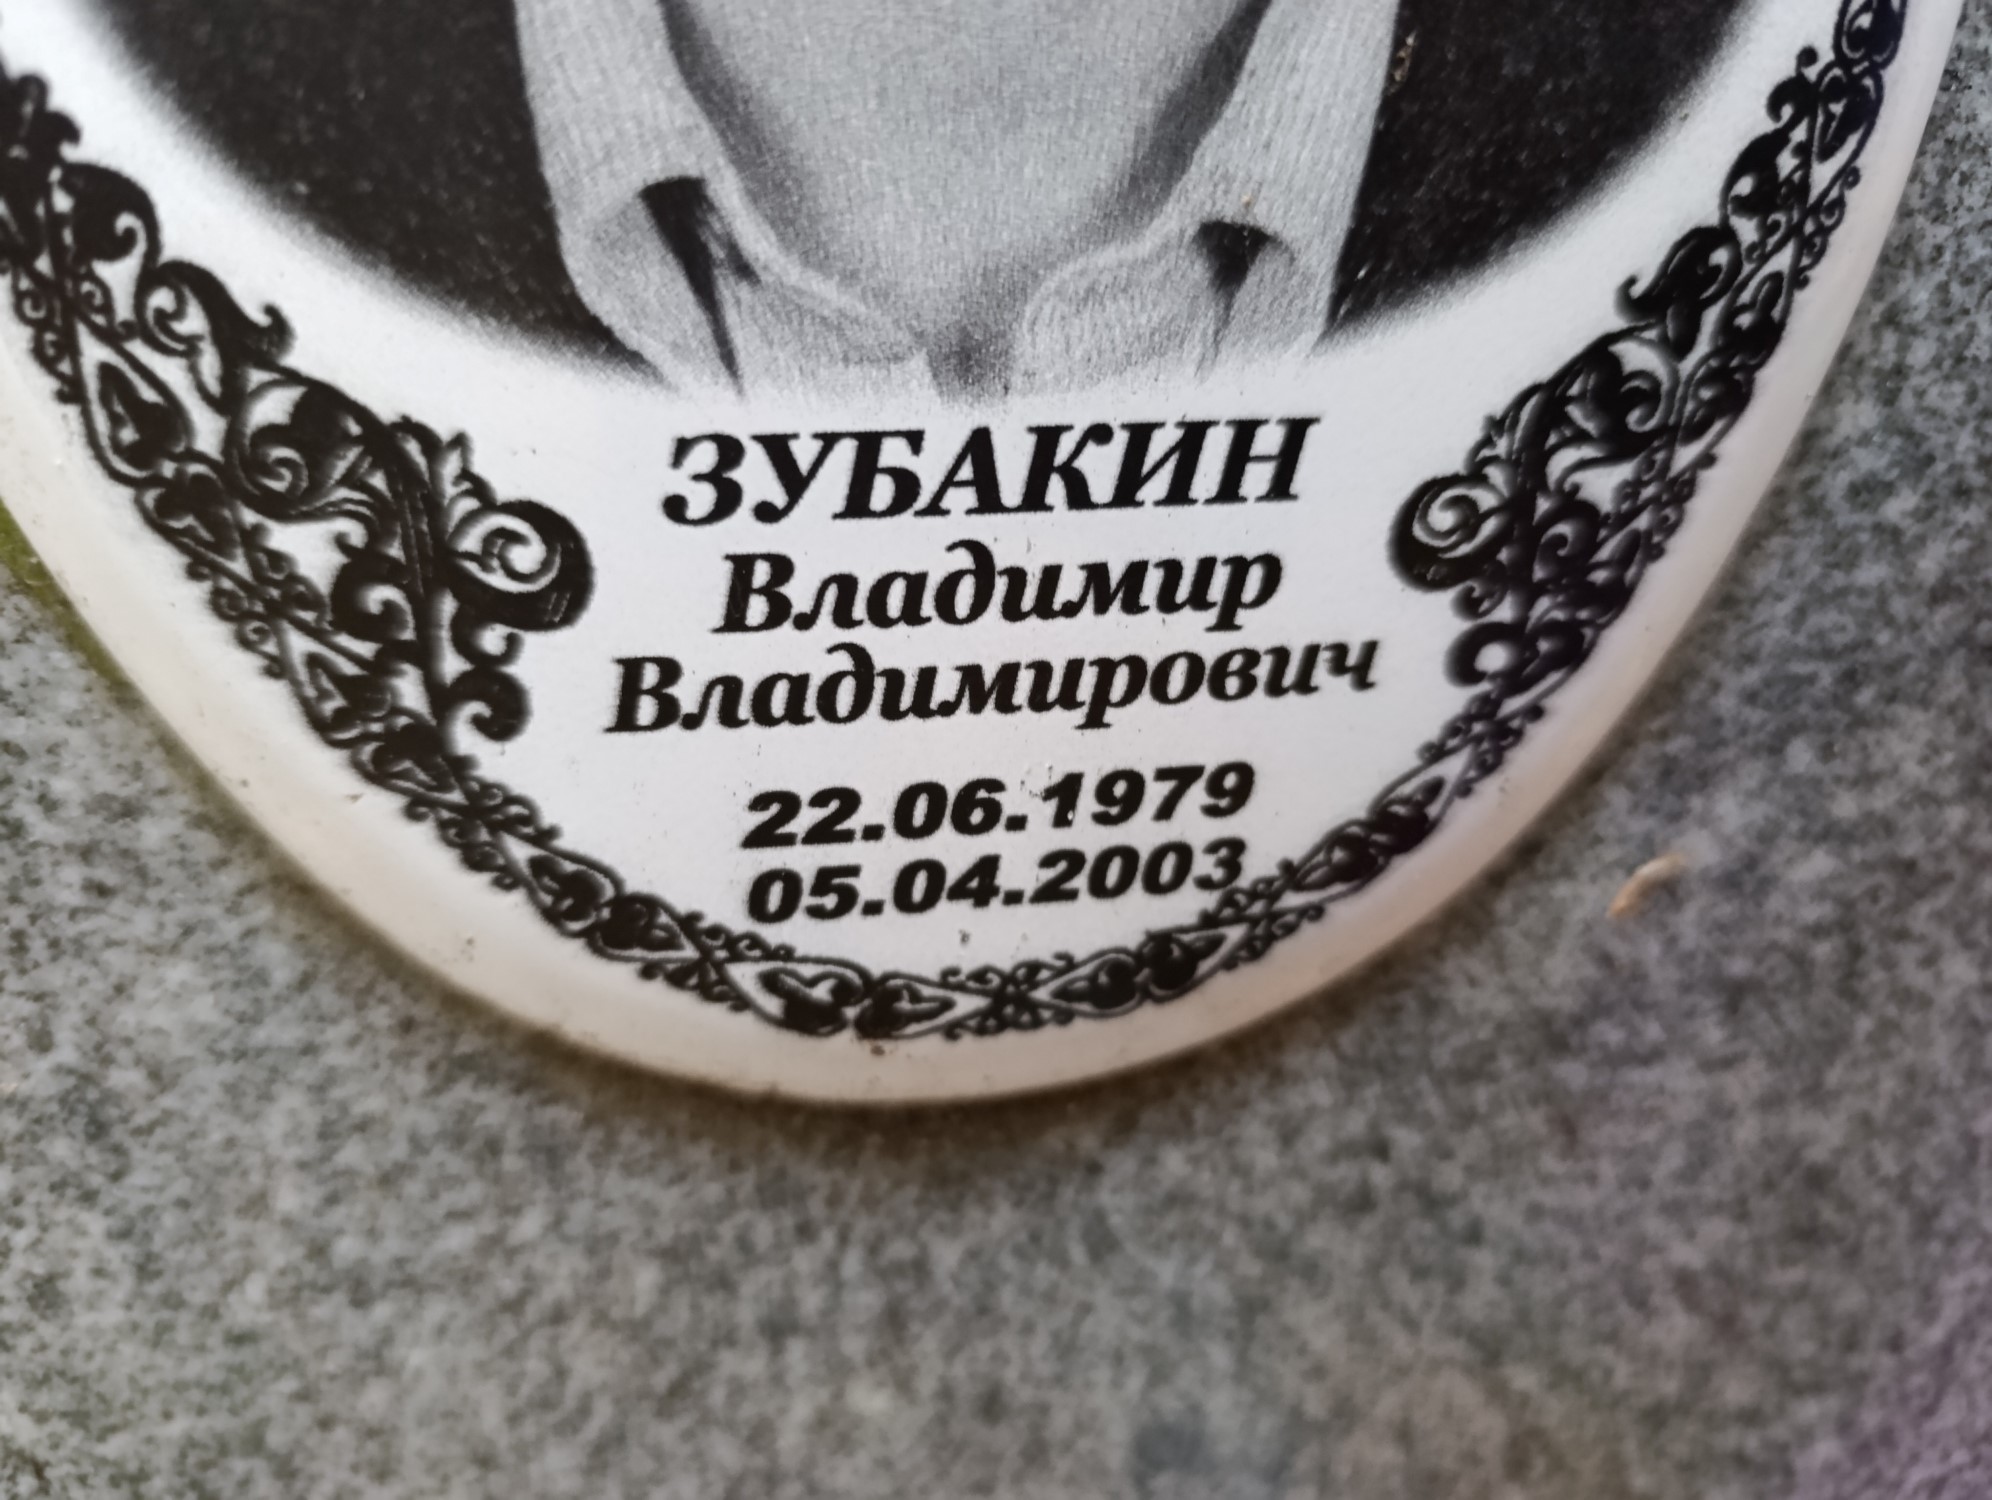 ЗУБАКИН
Владимир
Владимирович
22.06.1979
05.04.2003